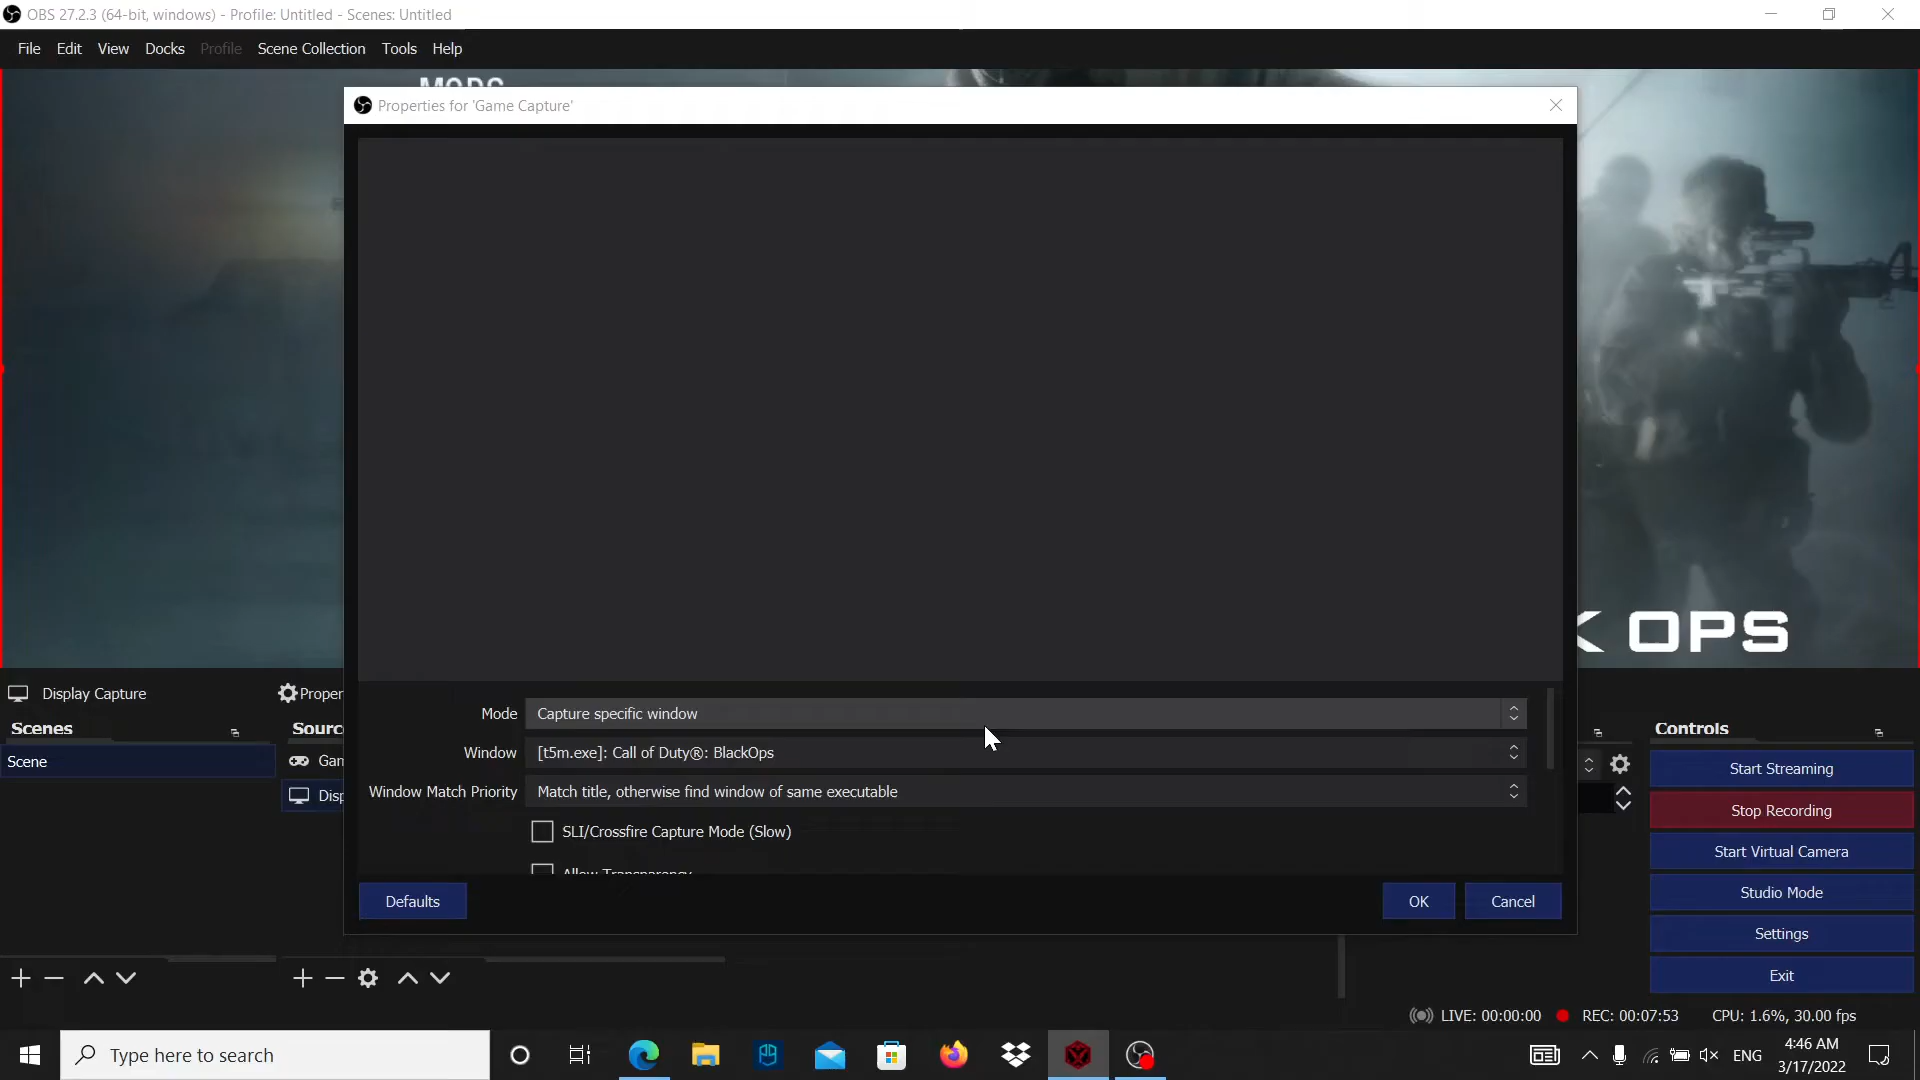 OBS 27.2.3 (64-bit, windows) - Profile: Untitled - Scenes: Untitled
File Edit View Docks Profile Scene Collection Tools Help
MODS
Properties for 'Game Capture'
K OPS
Mode Capture specific window
Window [t5m.exe]: Call of Duty®: BlackOps
Window Match Priority Match title, otherwise find window of same executable
SLI/Crossfire Capture Mode (Slow)
Allow Transparency
Defaults OK Cancel
Display Capture Proper
Scenes Sourc
Scene Gan
Disp
Controls
Start Streaming
Stop Recording
Start Virtual Camera
Studio Mode
Settings
Exit
LIVE: 00:00:00 REC: 00:07:53 CPU: 1.6%, 30.00 fps
Type here to search
ENG
4:46 AM
3/17/2022